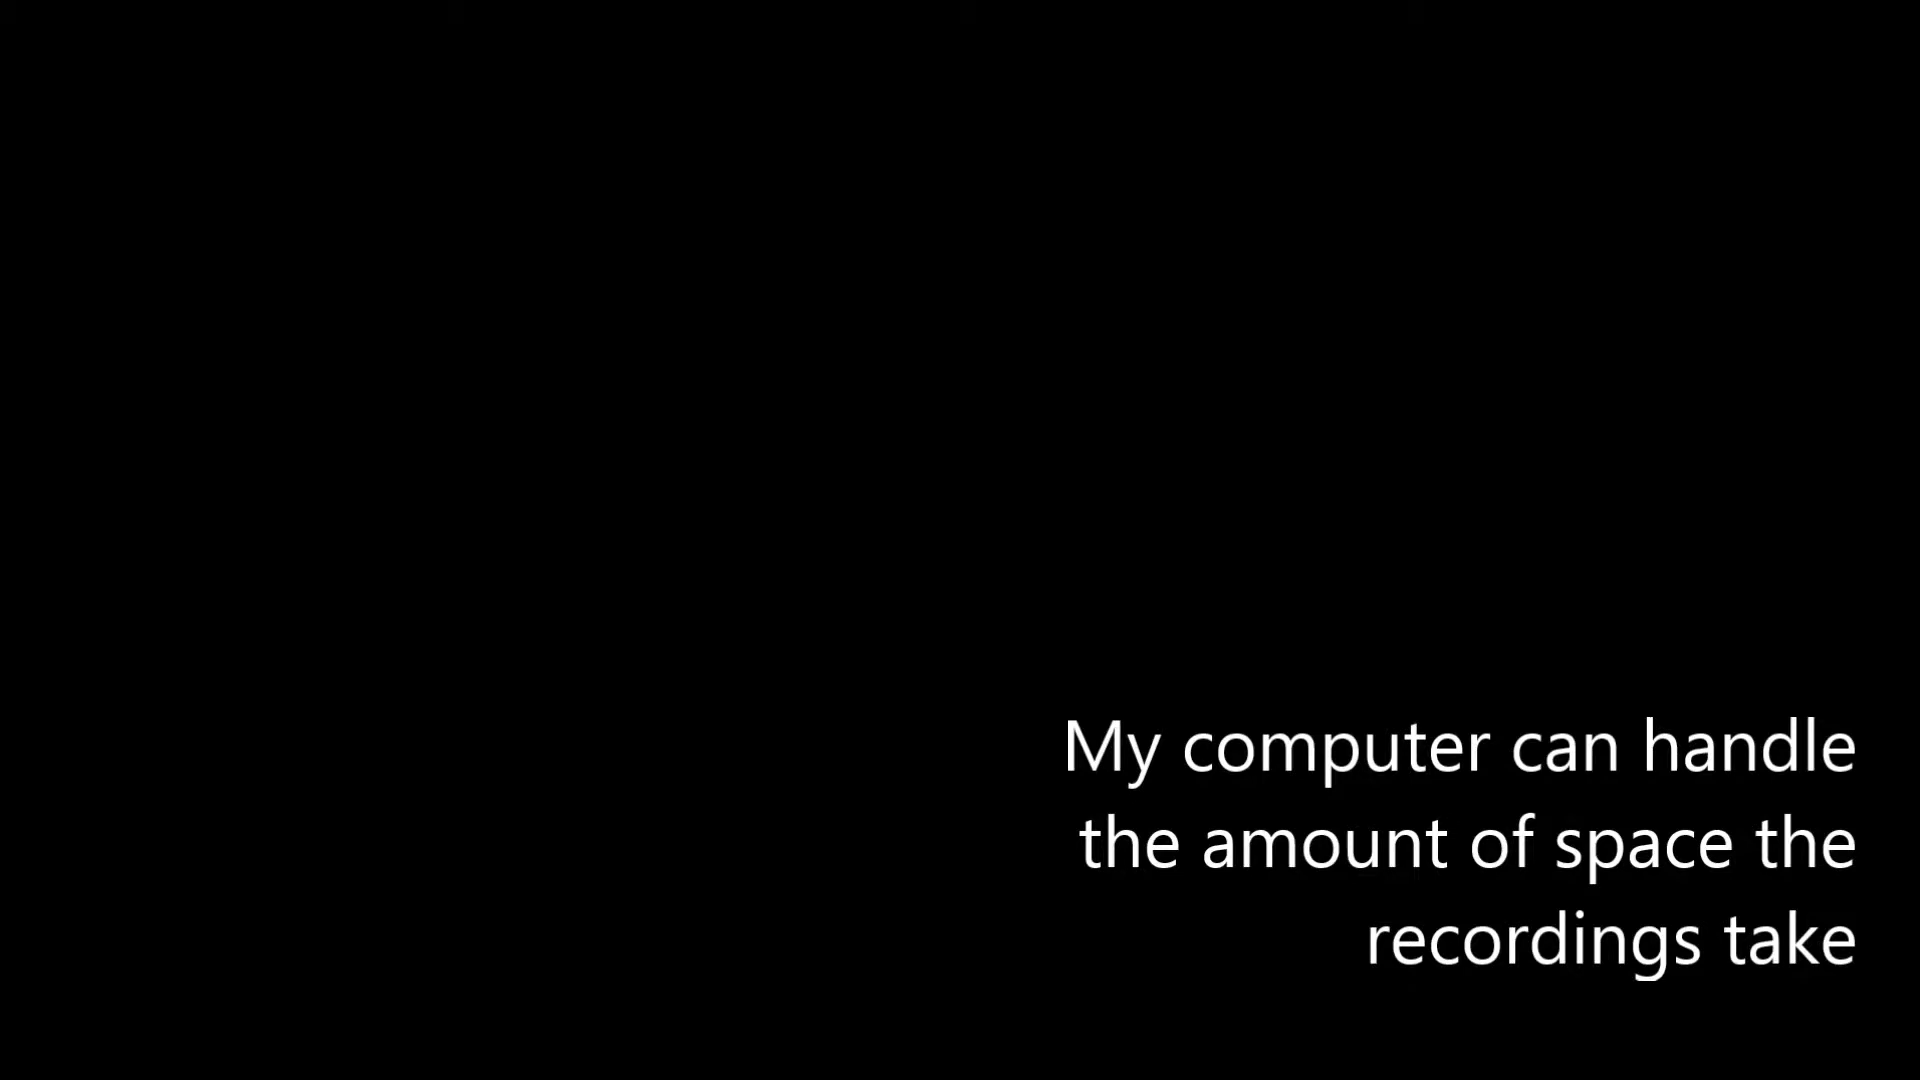 My computer can handle
the amount of space the
recordings take